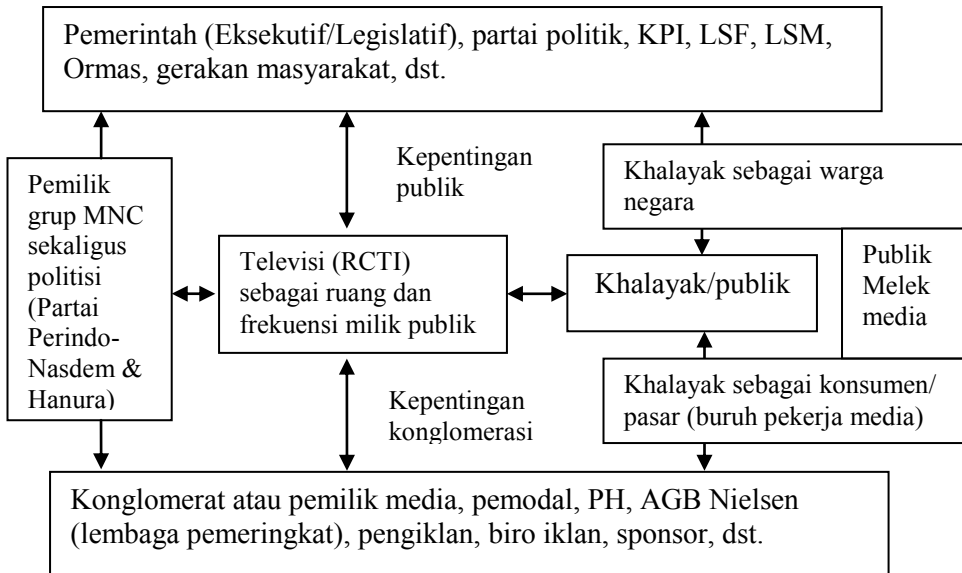 Pemerintah (Eksekutif/Legislatif), partai politik, KPI, LSF, LSM,
Ormas, gerakan masyarakat, dst.
Pemilik
grup MNC
sekaligus
politisi
(Partai
Perindo-
Nasdem &
Hanura)
Kepentingan
publik
Televisi (RCTI)
sebagai ruang dan
frekuensi milik publik
Kepentingan
konglomerasi
Khalayak sebagai warga
negara
Khalayak/publik
Publik
Melek
media
Khalayak sebagai konsumen/
pasar (buruh pekerja media)
Konglomerat atau pemilik media, pemodal, PH, AGB Nielsen
(lembaga pemeringkat), pengiklan, biro iklan, sponsor, dst.